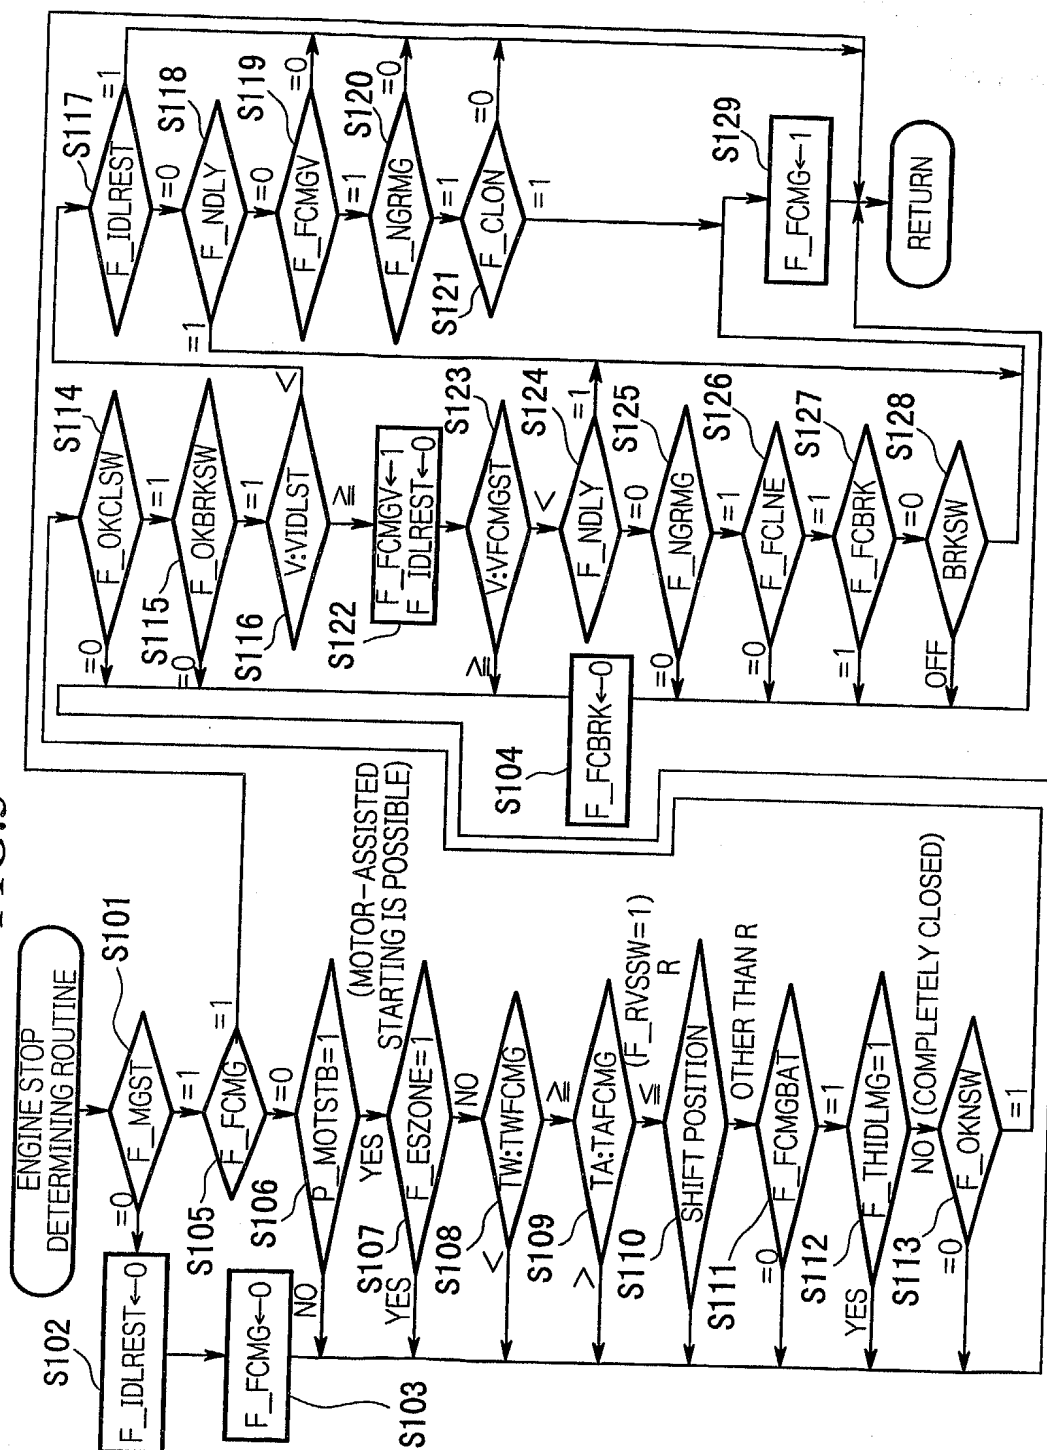 ENGINE STOP
DETERMINING ROUTINE
S101
F_MGST
=0
=1
S102
F_IDLREST←0
S103
F_FCMG←0
S105
F_FCMG
=1
=0
S106
P_MOTSTB=1
NO
YES
(MOTOR-ASSISTED
STARTING IS POSSIBLE)
S107
F_ESZONE=1
YES
NO
S108
TW:TWFCMG
<
≧
S109
TA:TAFCMG
>
≦
(F_RVSSW=1)
R
S110
SHIFT POSITION
OTHER THAN R
S111
F_FCMGBAT
=0
=1
S112
F_THIDLMG=1
YES
NO (COMPLETELY CLOSED)
S113
F_OKNSW
=0
=1
S104
F_FCBRK←0
S114
F_OKCLSW
=0
=1
S115
F_OKBRKSW
=0
=1
S116
V:VIDLST
<
≧
S122
F_FCMGV←1
F_IDLREST←0
S123
V:VFCMGST
≧
<
S124
F_NDLY
=1
=0
S125
F_NGRMG
=0
=1
S126
F_FCLNE
=0
=1
S127
F_FCBRK
=1
=0
S128
BRKSW
OFF
S117
F_IDLREST
=1
=0
S118
F_NDLY
=1
=0
S119
F_FCMGV
=0
=1
S120
F_NGRMG
=0
=1
S121
F_CLON
=0
=1
S129
F_FCMG←1
RETURN